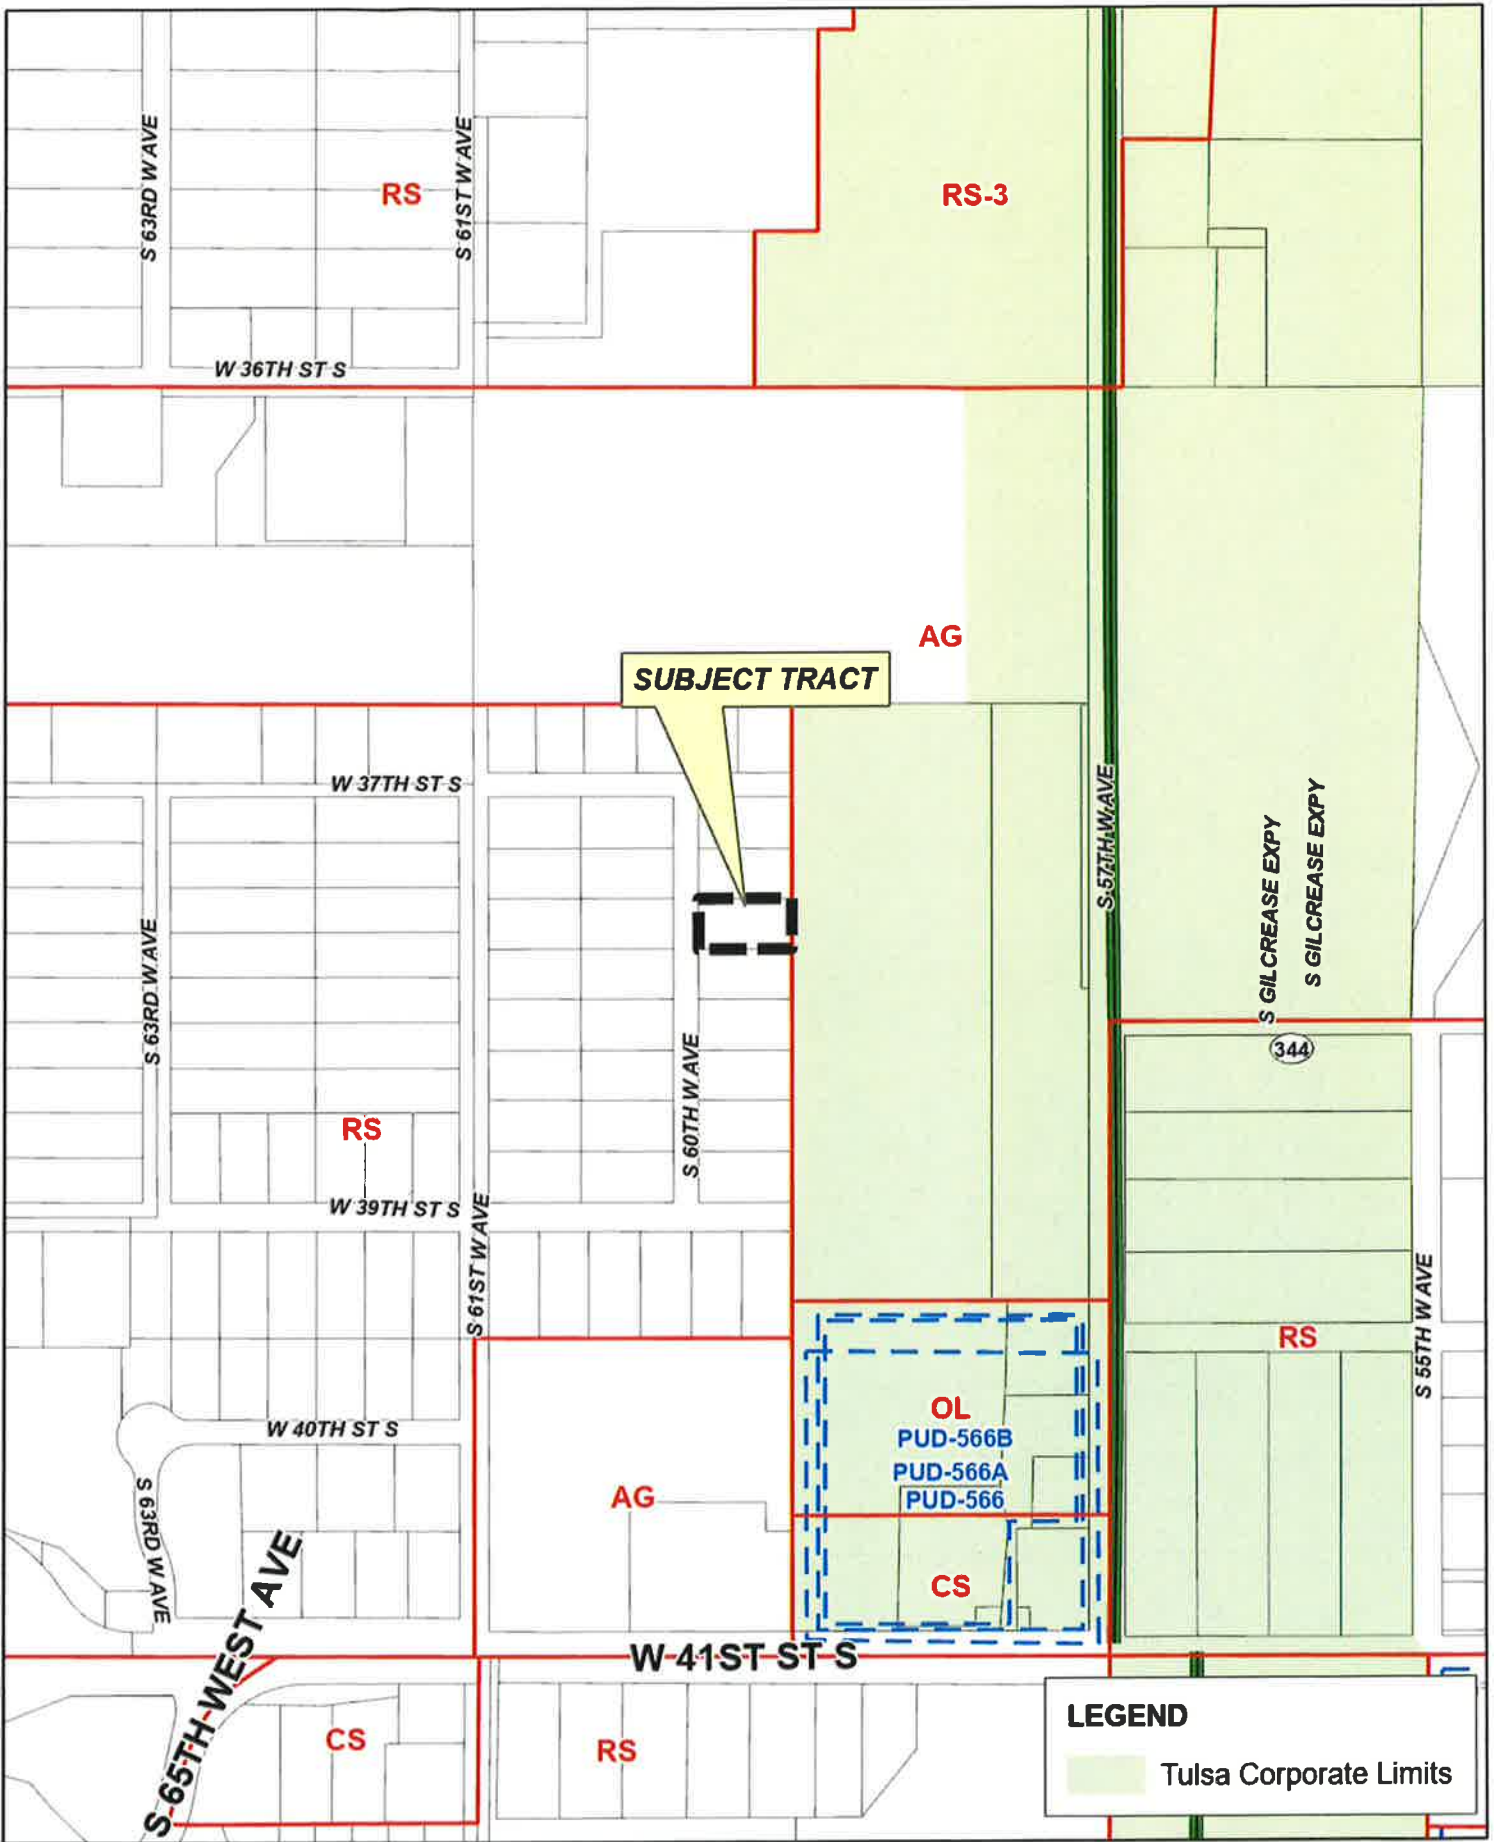 S 63RD W AVE
RS
S 61ST W AVE
RS-3
W 36TH ST S
AG
SUBJECT TRACT
W 37TH ST S
S 57TH W AVE
S GILCREASE EXPY
S GILCREASE EXPY
S 63RD W AVE
344
S 60TH W AVE
RS
W 39TH ST S
S 61ST W AVE
RS
S 55TH W AVE
OL
PUD-566B
PUD-566A
PUD-566
W 40TH ST S
AG
S 63RD W AVE
CS
S 65TH WEST AVE
W 41ST ST S
CS
RS
LEGEND
Tulsa Corporate Limits